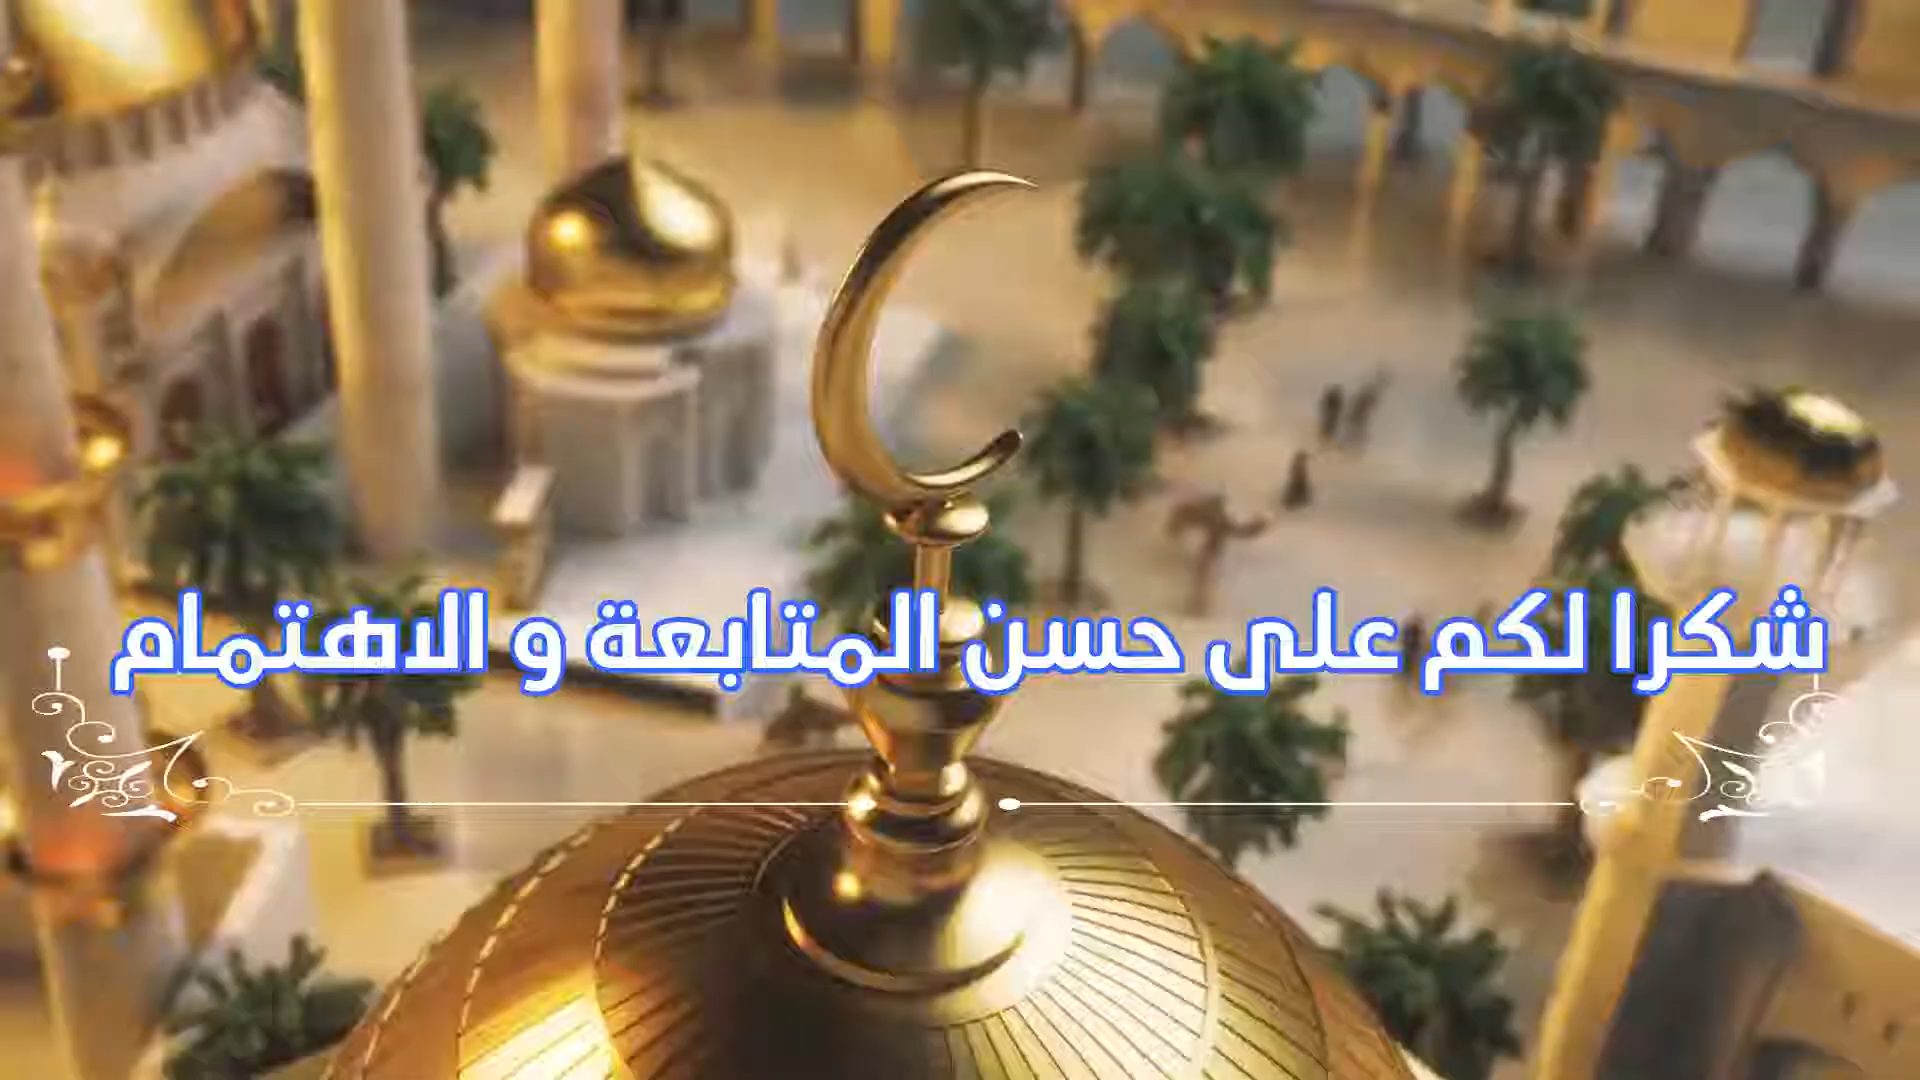 شكرا لكم على حسن المتابعة و الاهتمام